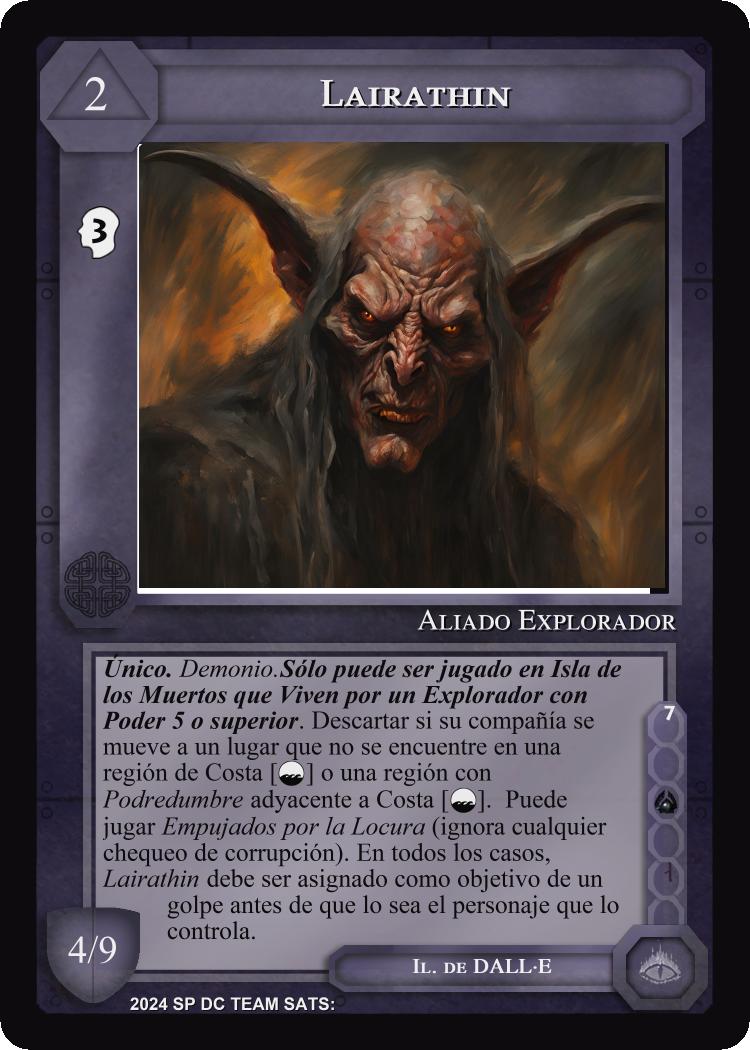 2
Lairathin
3
Aliado Explorador
Único. Demonio.Sólo puede ser jugado en Isla de
los Muertos que Viven por un Explorador con
Poder 5 o superior. Descartar si su compañía se
mueve a un lugar que no se encuentre en una
región de Costa [ ] o una región con
Podredumbre adyacente a Costa [ ]. Puede
jugar Empujados por la Locura (ignora cualquier
chequeo de corrupción). En todos los casos,
Lairathin debe ser asignado como objetivo de un
golpe antes de que lo sea el personaje que lo
controla.
7
1
4/9
Il. de DALL·E
2024 SP DC TEAM SATS: